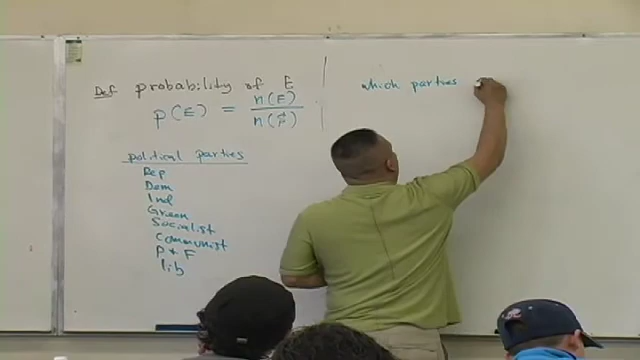 Def probability of E
P(E) = n(E) / n(S)
political parties
Rep
Dem
Ind
Green
Socialist
Communist
P & F
lib
which parties